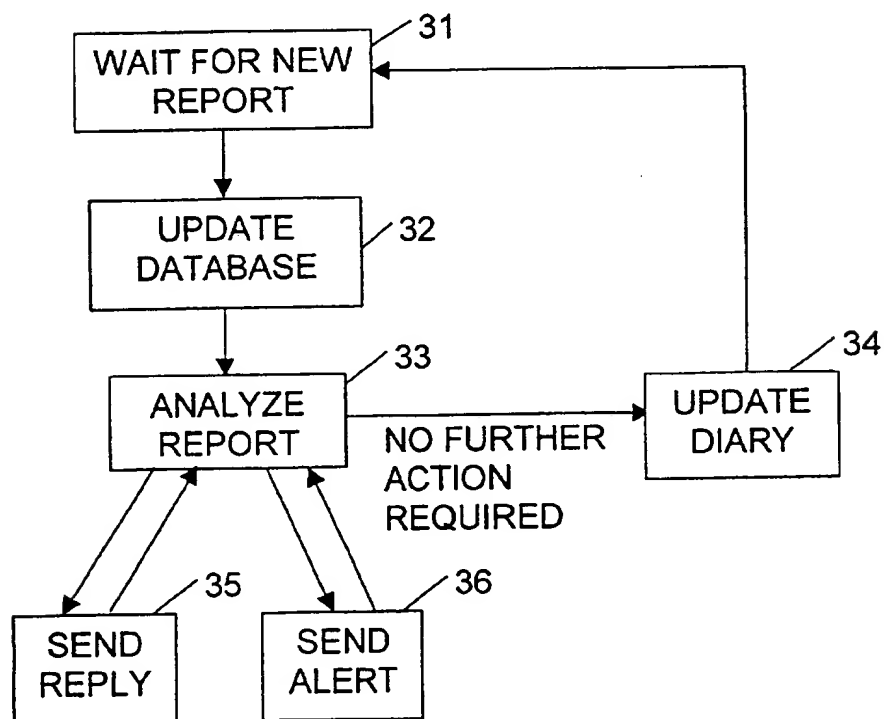 31
WAIT FOR NEW
REPORT
UPDATE
DATABASE
32
33
ANALYZE
REPORT
NO FURTHER
ACTION
REQUIRED
34
UPDATE
DIARY
35
SEND
REPLY
36
SEND
ALERT